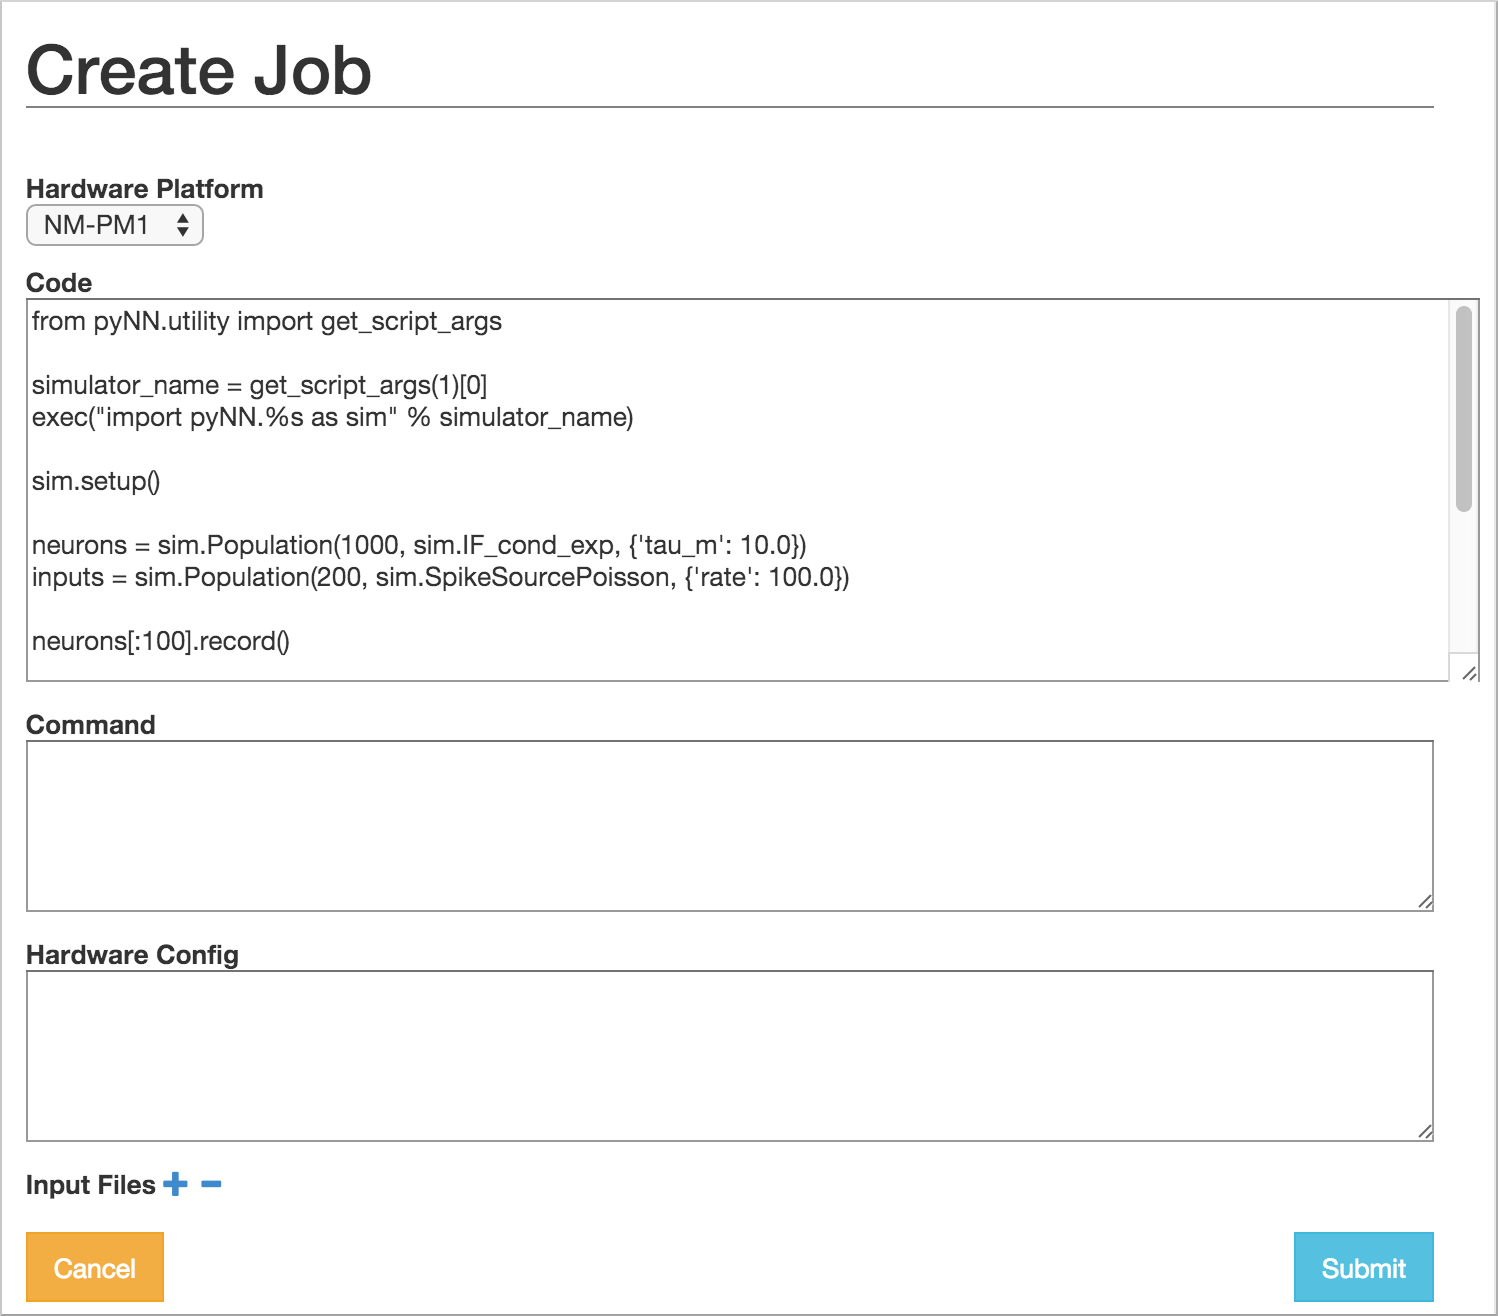 Create Job
Hardware Platform
NM-PM1
Code
from pyNN.utility import get_script_args
simulator_name = get_script_args(1)[0]
exec("import pyNN.%s as sim" % simulator_name)
sim.setup()
neurons = sim.Population(1000, sim.IF_cond_exp, {'tau_m': 10.0})
inputs = sim.Population(200, sim.SpikeSourcePoisson, {'rate': 100.0})
neurons[:100].record()
Command
Hardware Config
Input Files
Cancel
Submit